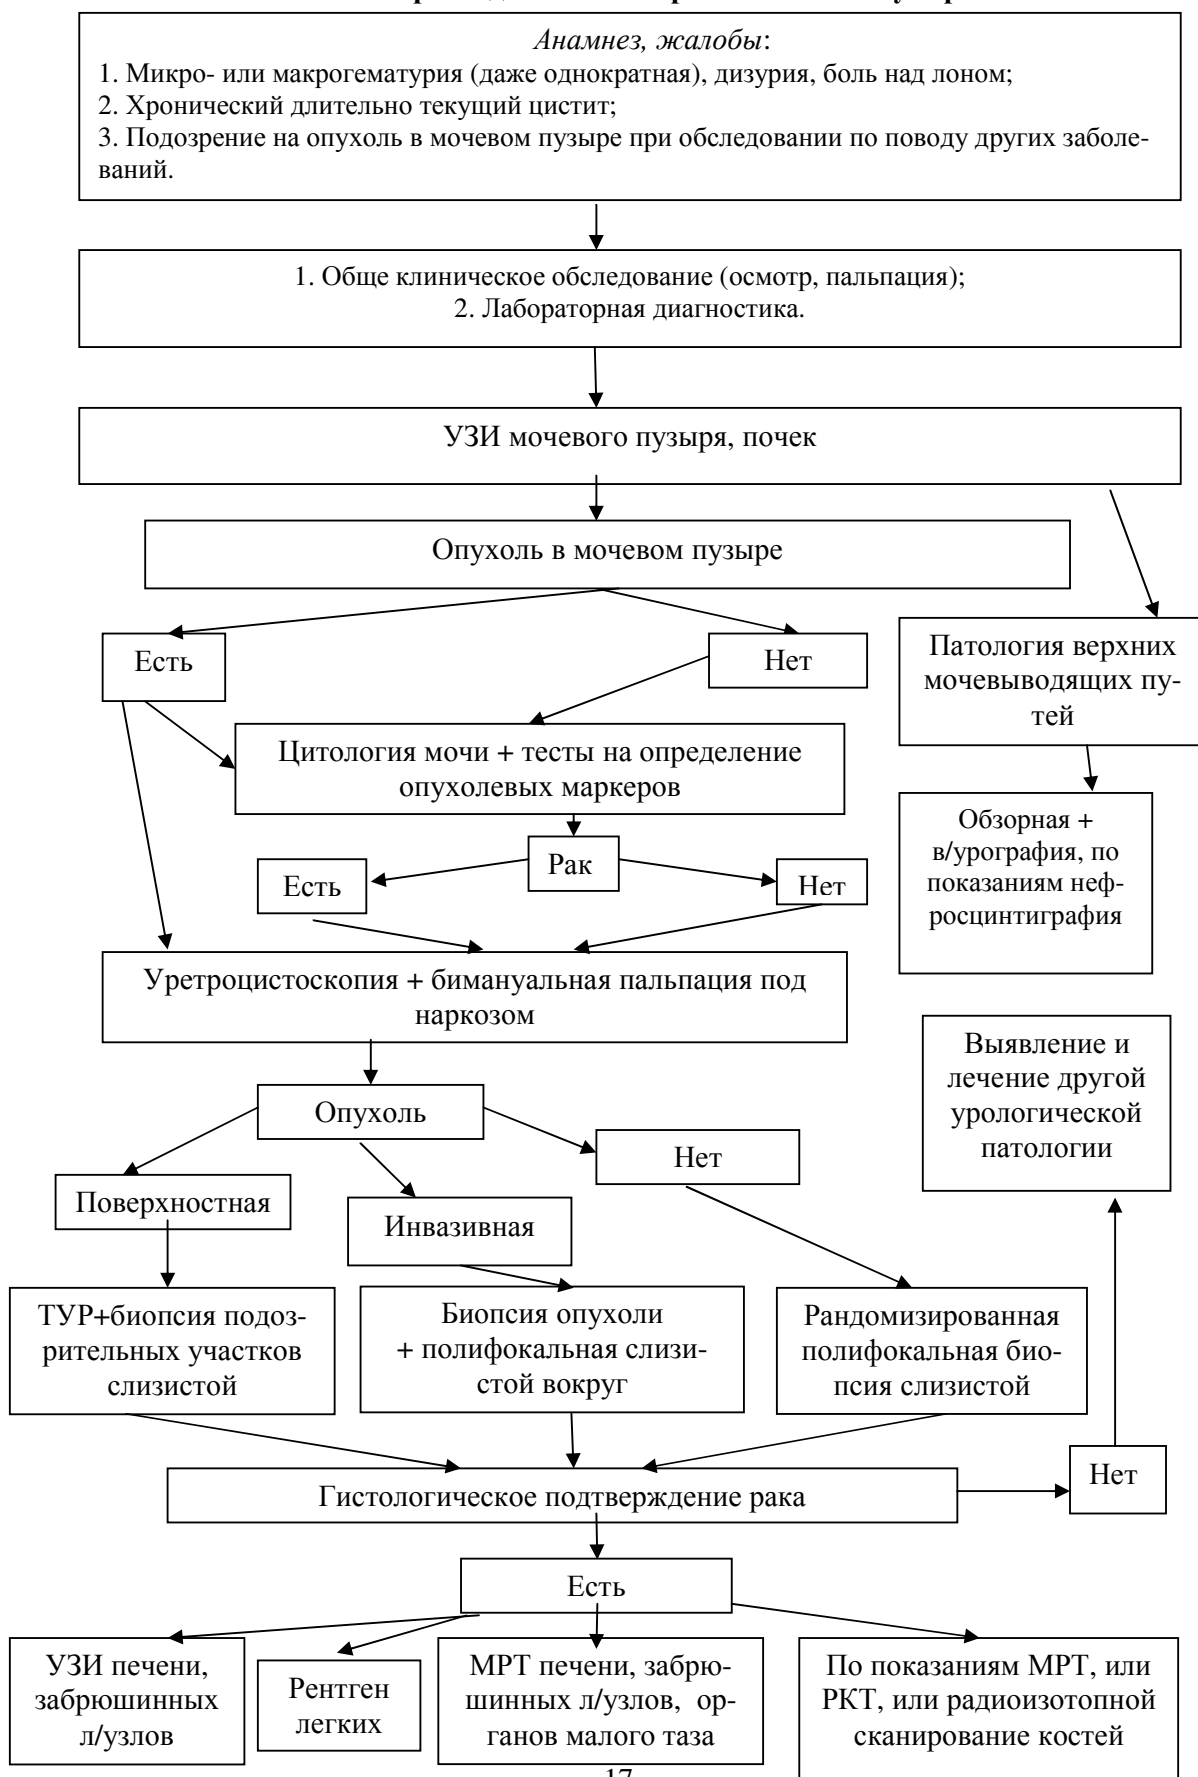 Анамнез, жалобы:
1. Микро- или макрогематурия (даже однократная), дизурия, боль над лоном;
2. Хронический длительно текущий цистит;
3. Подозрение на опухоль в мочевом пузыре при обследовании по поводу других заболе-
ваний.
1. Обще клиническое обследование (осмотр, пальпация);
2. Лабораторная диагностика.
УЗИ мочевого пузыря, почек
Опухоль в мочевом пузыре
Есть
Нет
Патология верхних
мочевыводящих пу-
тей
Цитология мочи + тесты на определение
опухолевых маркеров
Обзорная +
в/урография, по
показаниям неф-
росцинтиграфия
Рак
Есть
Нет
Уретроцистоскопия + бимануальная пальпация под
наркозом
Выявление и
лечение другой
урологической
патологии
Опухоль
Нет
Поверхностная
Инвазивная
ТУР+биопсия подоз-
рительных участков
слизистой
Биопсия опухоли
+ полифокальная слизи-
стой вокруг
Рандомизированная
полифокальная био-
псия слизистой
Гистологическое подтверждение рака
Нет
Есть
УЗИ печени,
забрюшинных
л/узлов
Рентген
легких
МРТ печени, забрю-
шинных л/узлов, ор-
ганов малого таза
По показаниям МРТ, или
РКТ, или радиоизотопной
сканирование костей
17